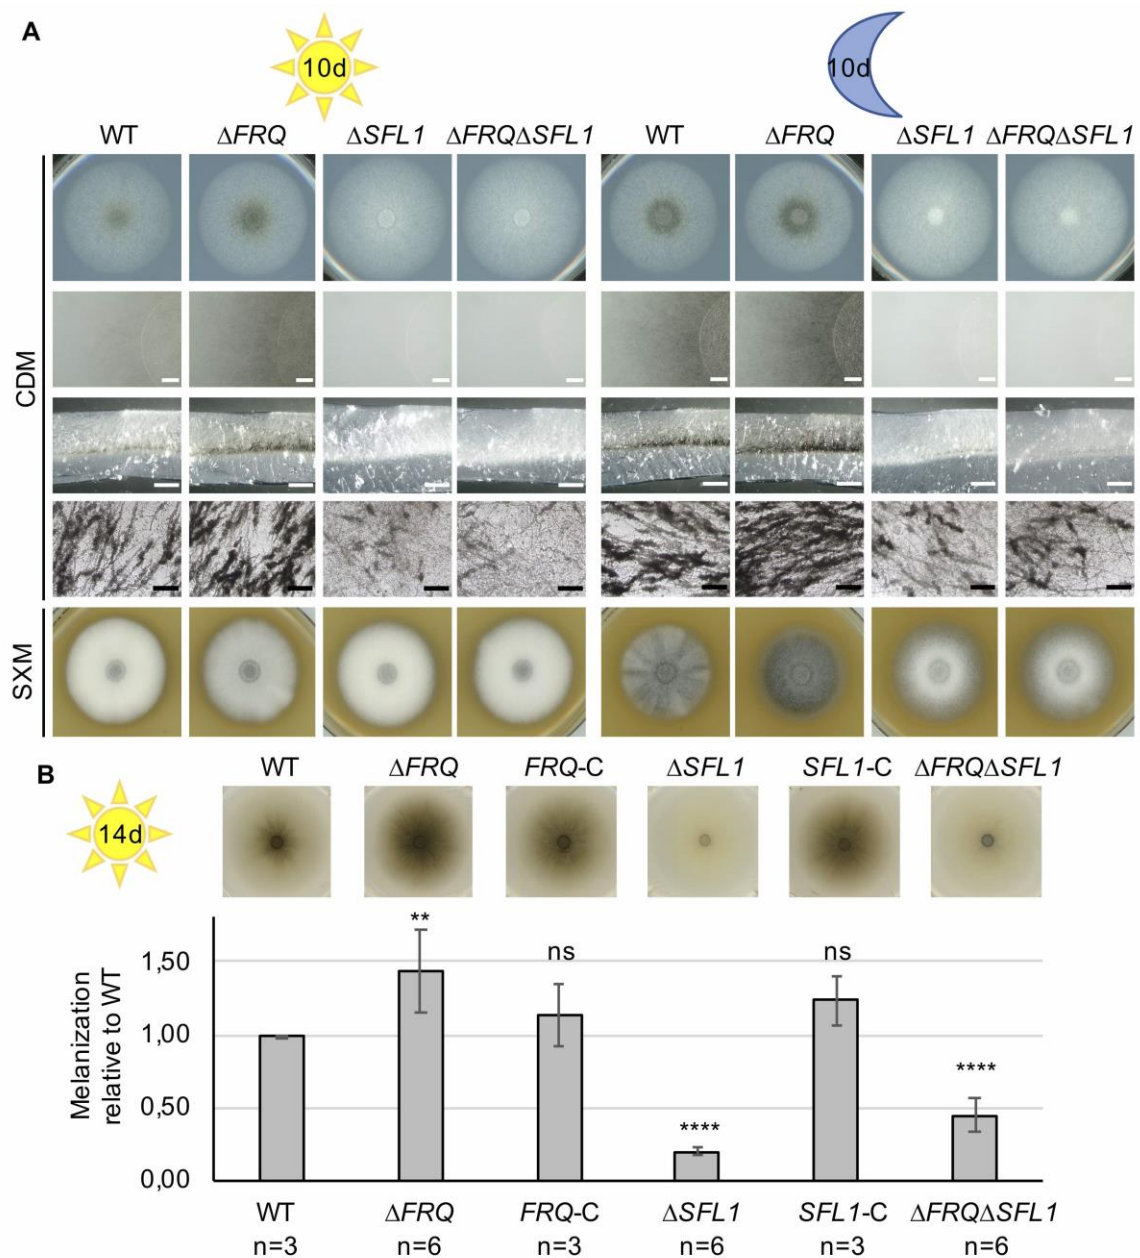 A
10d
10d
WT ΔFRQ ΔSFL1 ΔFRQΔSFL1 WT ΔFRQ ΔSFL1 ΔFRQΔSFL1
CDM
SXM
B
WT ΔFRQ FRQ-C ΔSFL1 SFL1-C ΔFRQΔSFL1
14d
Melanization
relative to WT
1,50
1,00
0,50
0,00
** ns **** ns ****
WT ΔFRQ FRQ-C ΔSFL1 SFL1-C ΔFRQΔSFL1
n=3 n=6 n=3 n=6 n=3 n=6